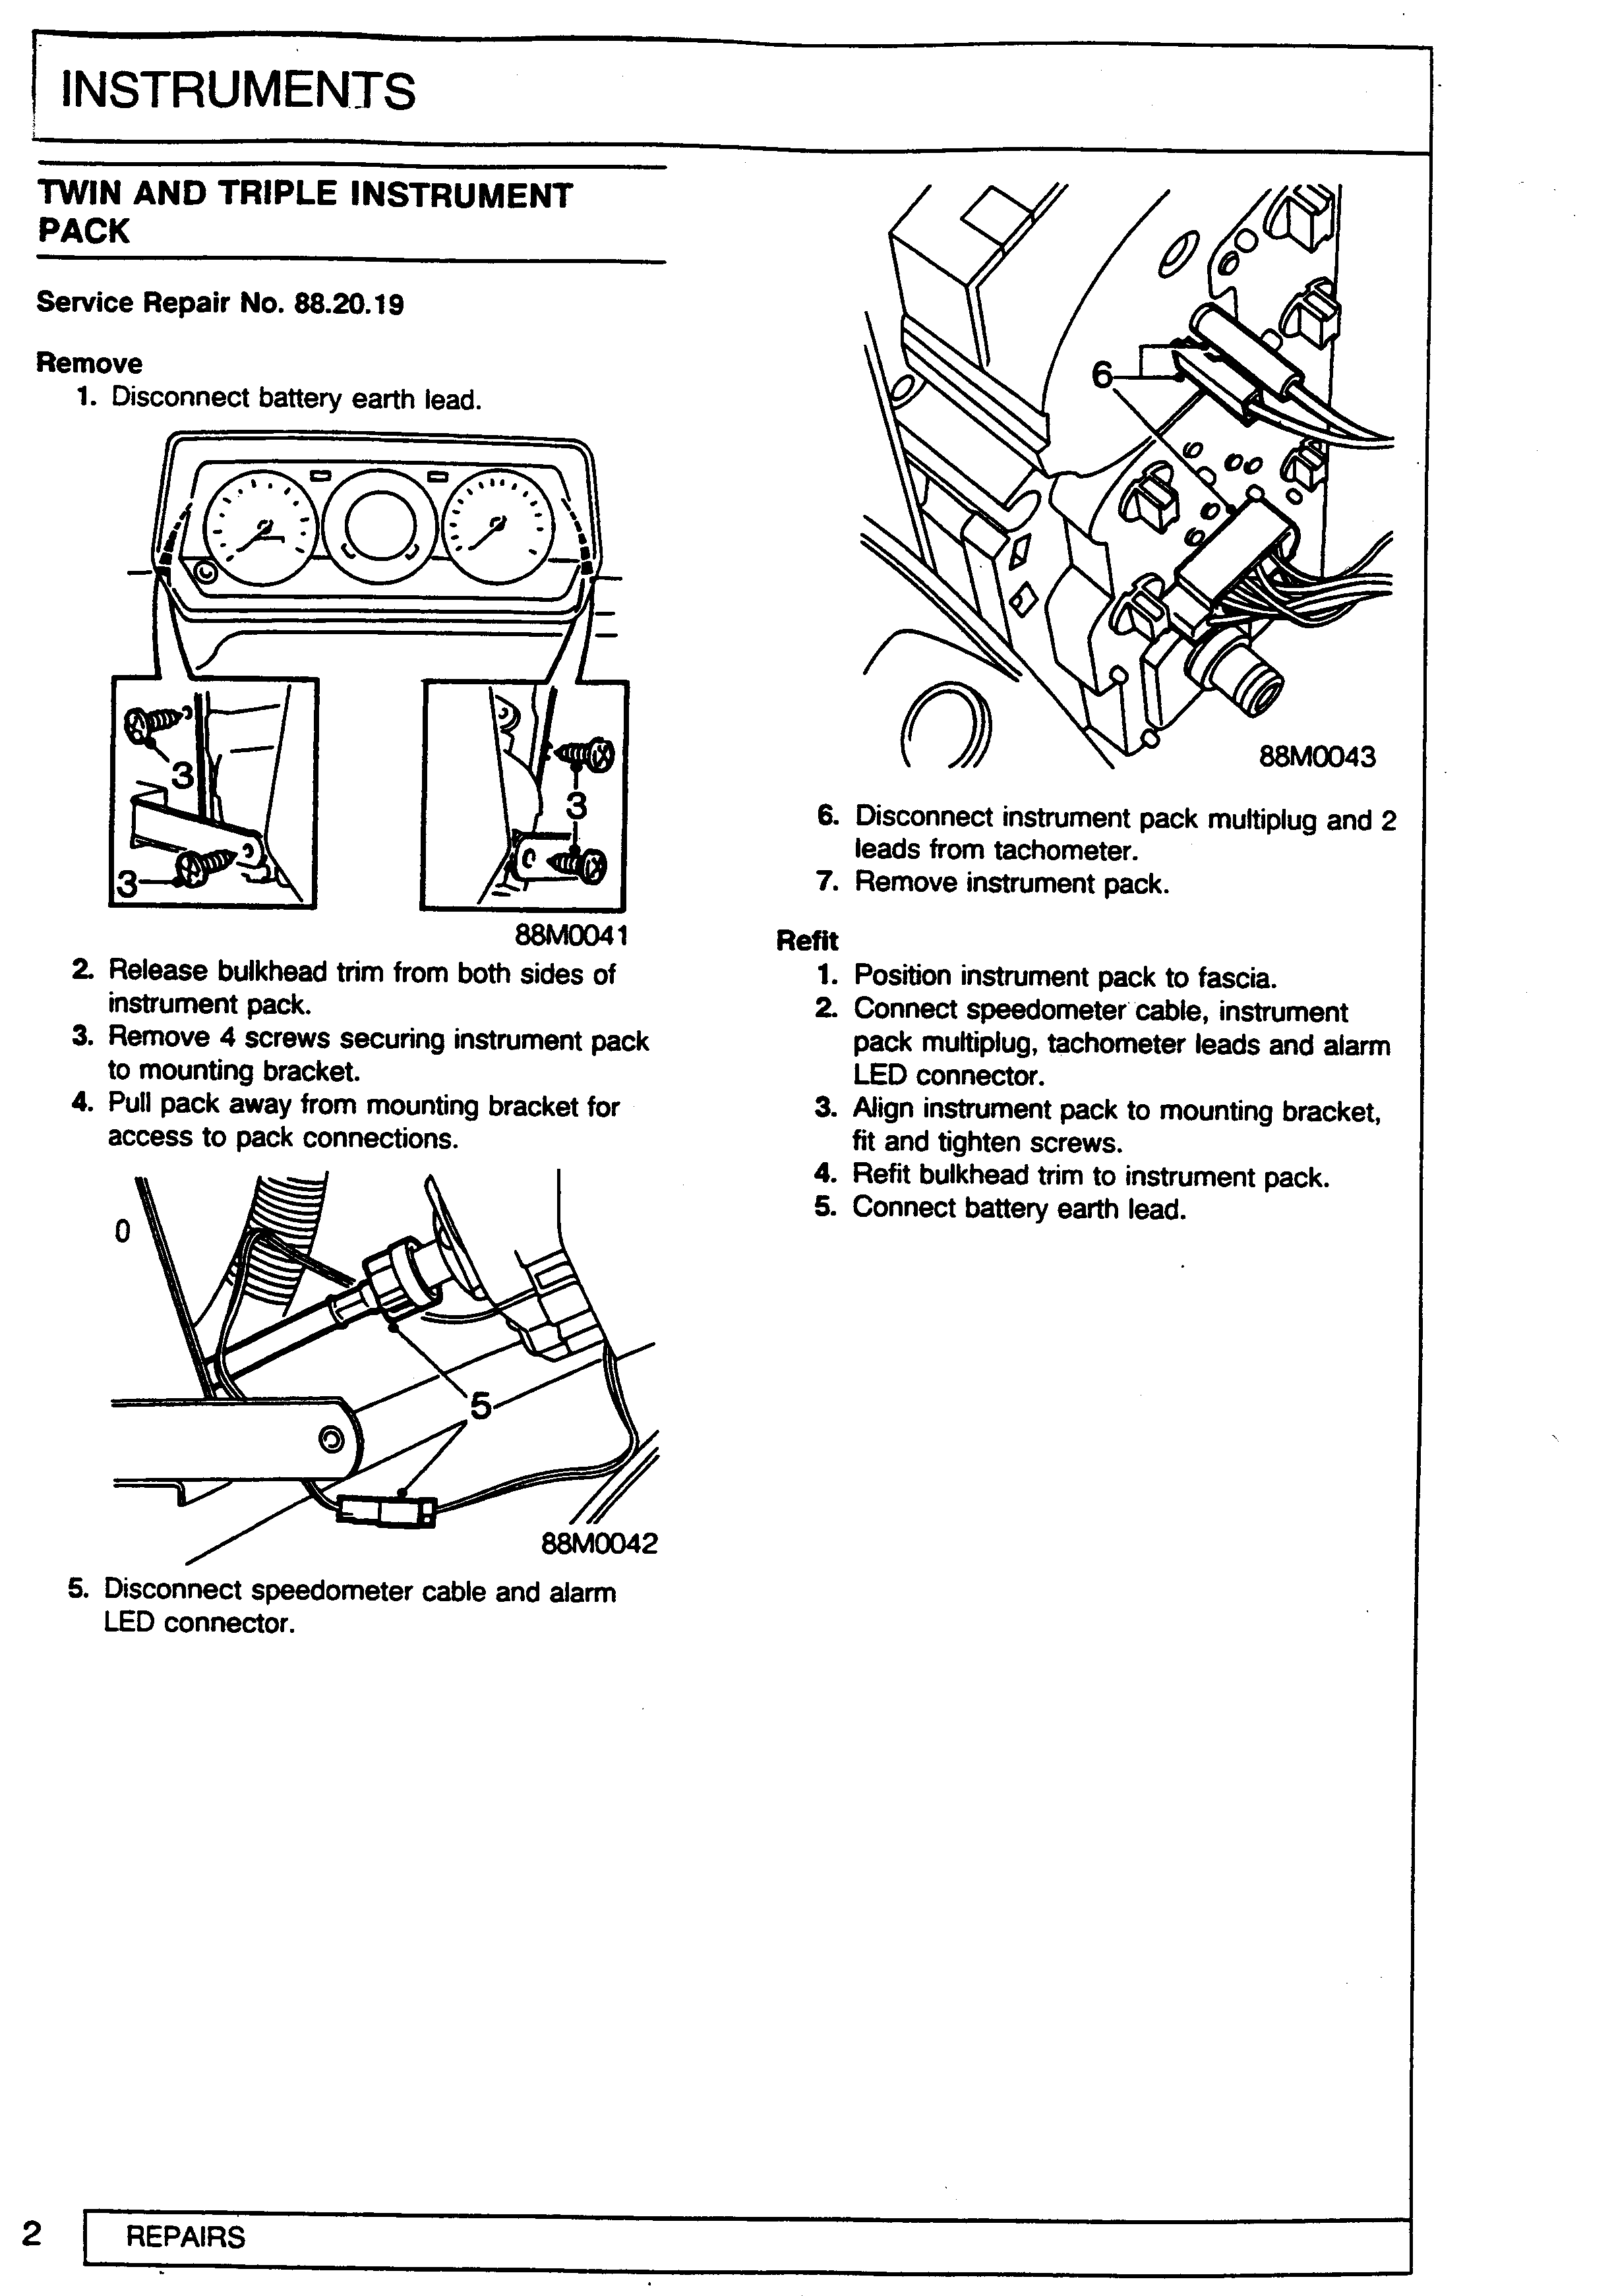 INSTRUMENTS
TWIN AND TRIPLE INSTRUMENT
PACK
Service Repair No. 88.20.19
Remove
1. Disconnect battery earth lead.
3
3
3
88M0041
2. Release bulkhead trim from both sides of
instrument pack.
3. Remove 4 screws securing instrument pack
to mounting bracket.
4. Pull pack away from mounting bracket for
access to pack connections.
0
5
88M0042
5. Disconnect speedometer cable and alarm
LED connector.
6
88M0043
6. Disconnect instrument pack multiplug and 2
leads from tachometer.
7. Remove instrument pack.
Refit
1. Position instrument pack to fascia.
2. Connect speedometer cable, instrument
pack multiplug, tachometer leads and alarm
LED connector.
3. Align instrument pack to mounting bracket,
fit and tighten screws.
4. Refit bulkhead trim to instrument pack.
5. Connect battery earth lead.
2
REPAIRS